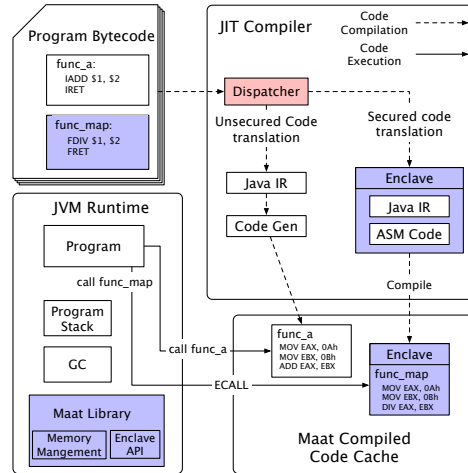 Program Bytecode
func_a:
IADD $1, $2
IRET
func_map:
FDIV $1, $2
FRET
JIT Compiler
Code
Compilation
Code
Execution
Dispatcher
Unsecured Code
translation
Secured code
translation
Java IR
Code Gen
Enclave
Java IR
ASM Code
Compile
JVM Runtime
Program
call func_map
Program
Stack
GC
call func_a
ECALL
Maat Library
Memory
Mangement
Enclave
API
func_a
MOV EAX, 0Ah
MOV EBX, 0Bh
ADD EAX, EBX
Enclave
func_map
MOV EAX, 0Ah
MOV EBX, 0Bh
DIV EAX, EBX
Maat Compiled
Code Cache